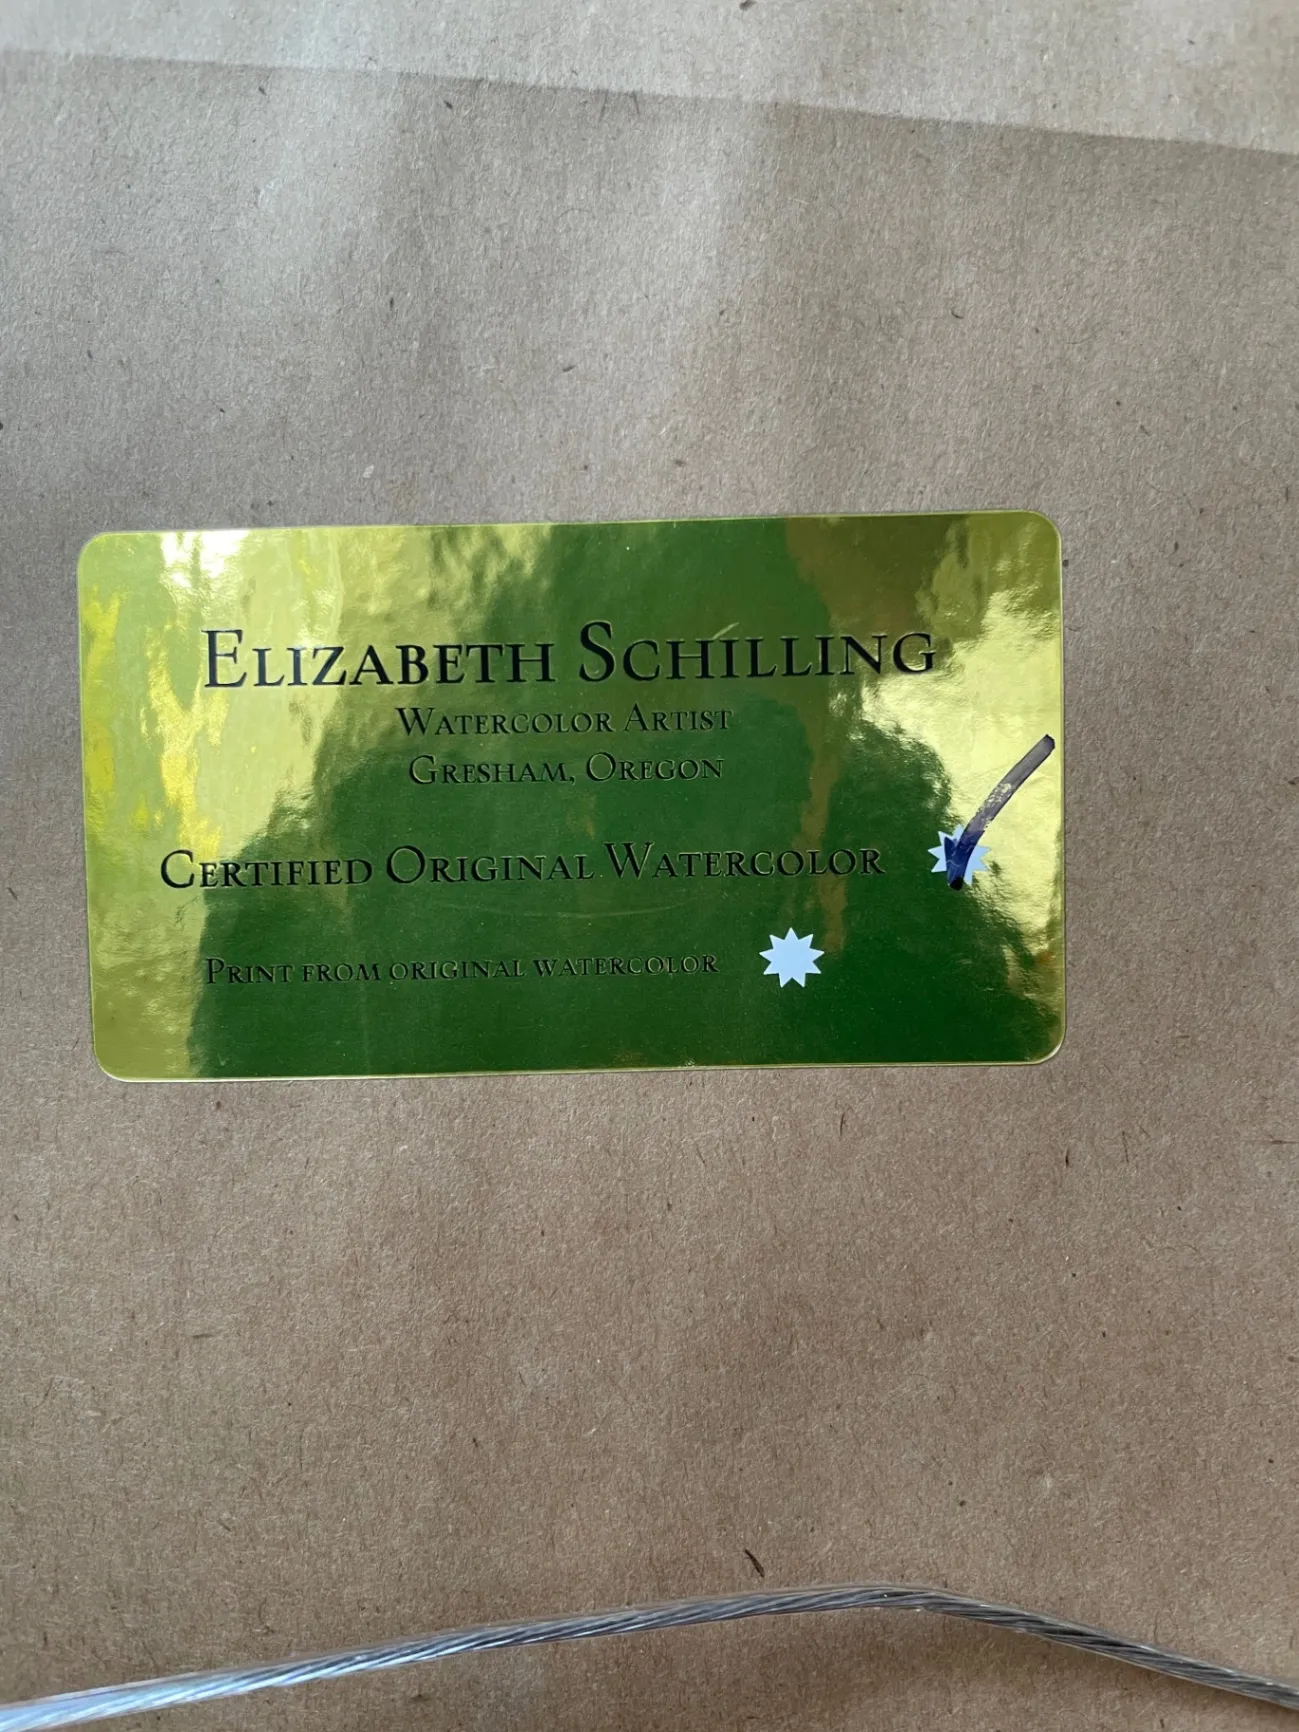 Elizabeth Schilling
Watercolor Artist
Gresham, Oregon
Certified Original Watercolor
Print from original watercolor